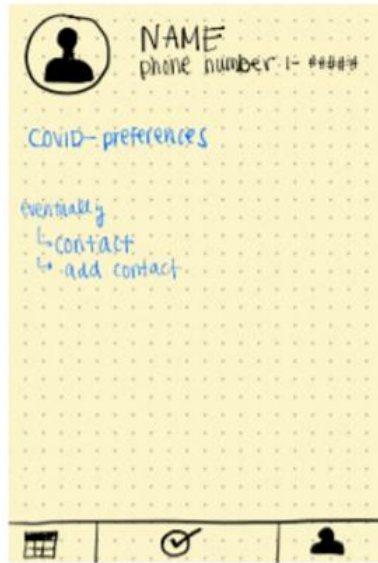 NAME
phone number 1- #####
COVID-preferences
eventually
↳ contact
↳ add contact